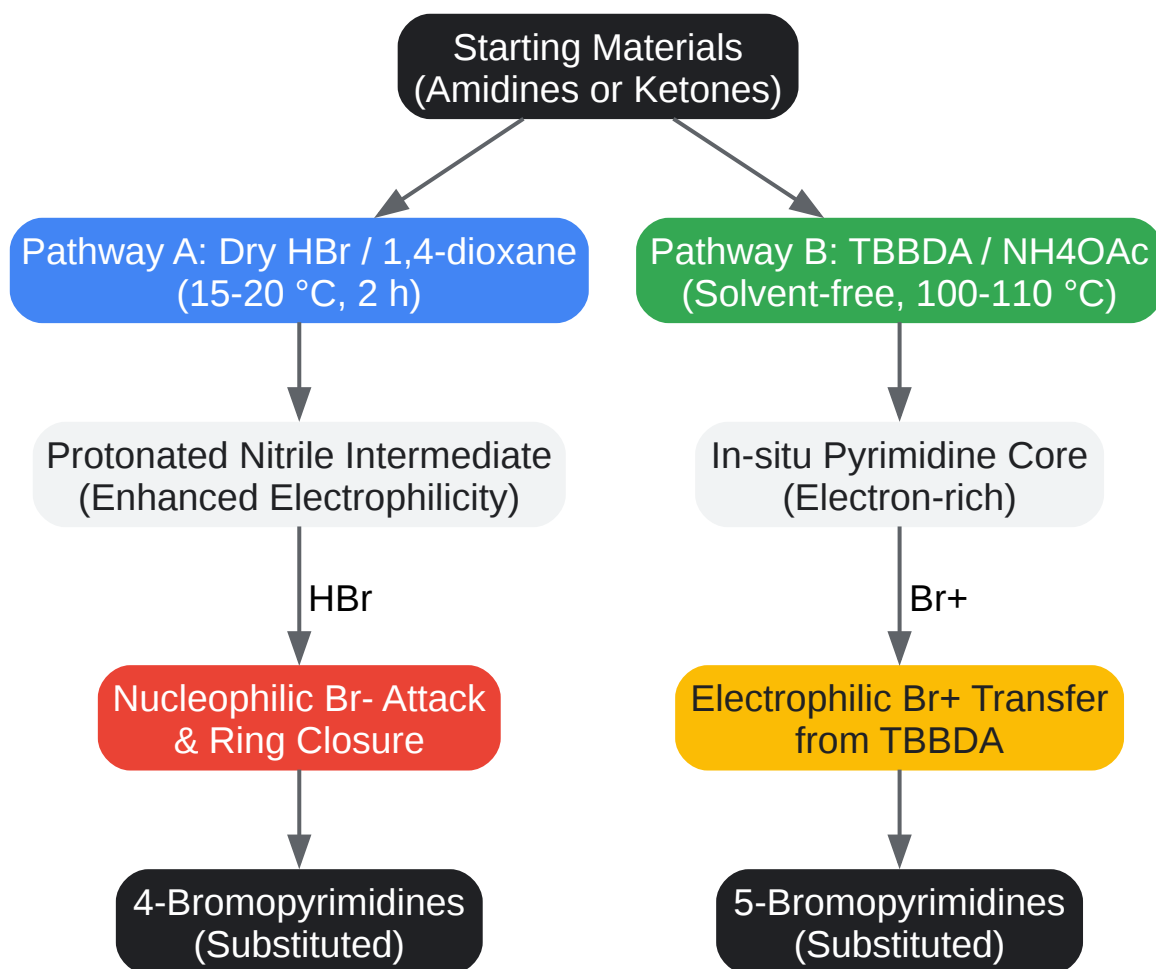 Starting Materials
(Amidines or Ketones)
Pathway A: Dry HBr / 1,4-dioxane
(15-20 °C, 2 h)
Pathway B: TBBDA / NH4OAc
(Solvent-free, 100-110 °C)
Protonated Nitrile Intermediate
(Enhanced Electrophilicity)
In-situ Pyrimidine Core
(Electron-rich)
HBr
Br+
Nucleophilic Br- Attack
& Ring Closure
Electrophilic Br+ Transfer
from TBBDA
4-Bromopyrimidines
(Substituted)
5-Bromopyrimidines
(Substituted)